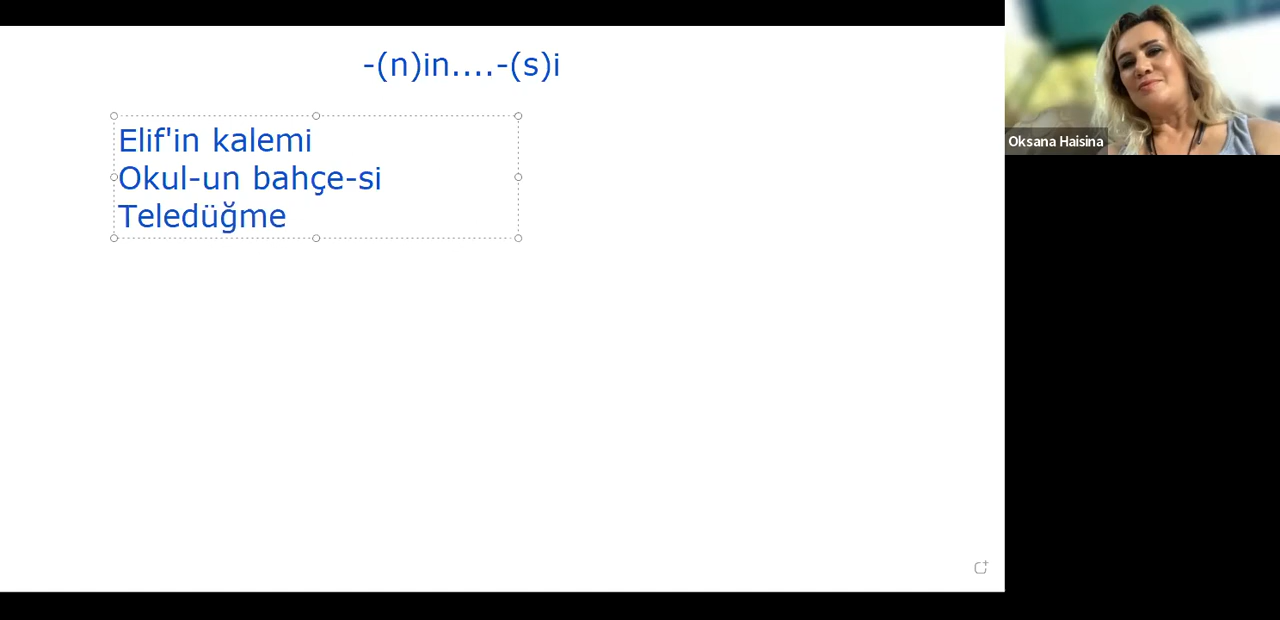 -(n)in....-(s)i
Elif'in kalemi
Okul-un bahçe-si
Teledüğme
Oksana Haisina